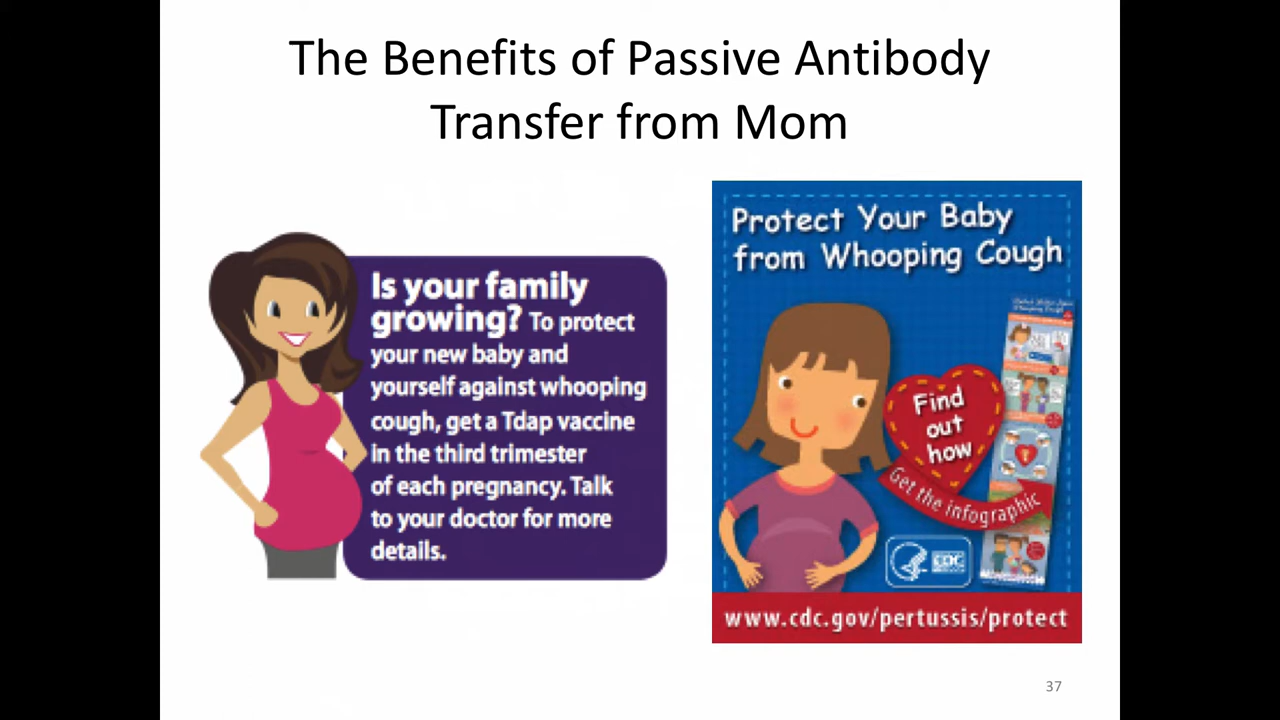 The Benefits of Passive Antibody
Transfer from Mom
Is your family
growing? To protect
your new baby and
yourself against whooping
cough, get a Tdap vaccine
in the third trimester
of each pregnancy. Talk
to your doctor for more
details.
Protect Your Baby
from Whooping Cough
Find
out
how
Get the infographic
CDC
www.cdc.gov/pertussis/protect
37